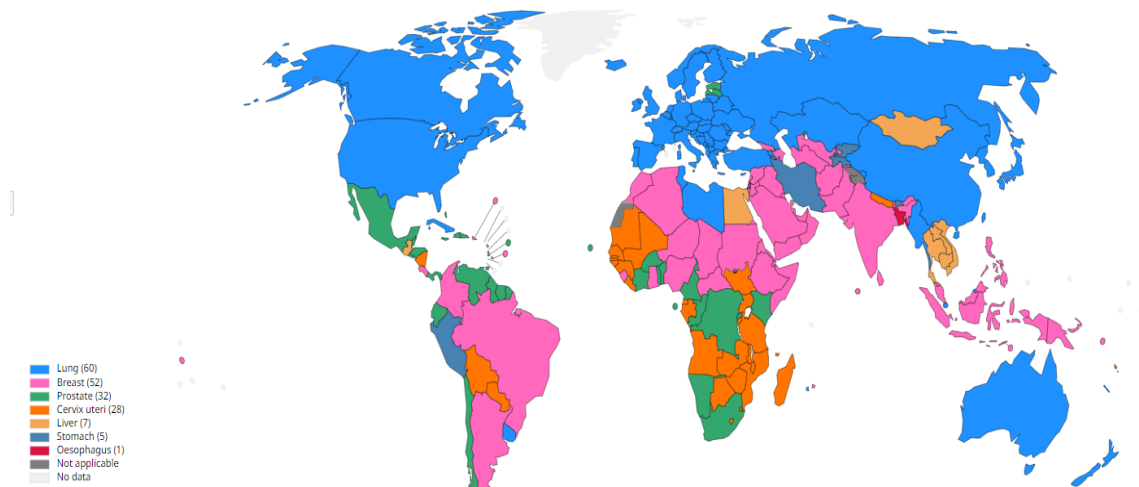 Lung (60)
Breast (52)
Prostate (32)
Cervix uteri (28)
Liver (7)
Stomach (5)
Oesophagus (1)
Not applicable
No data